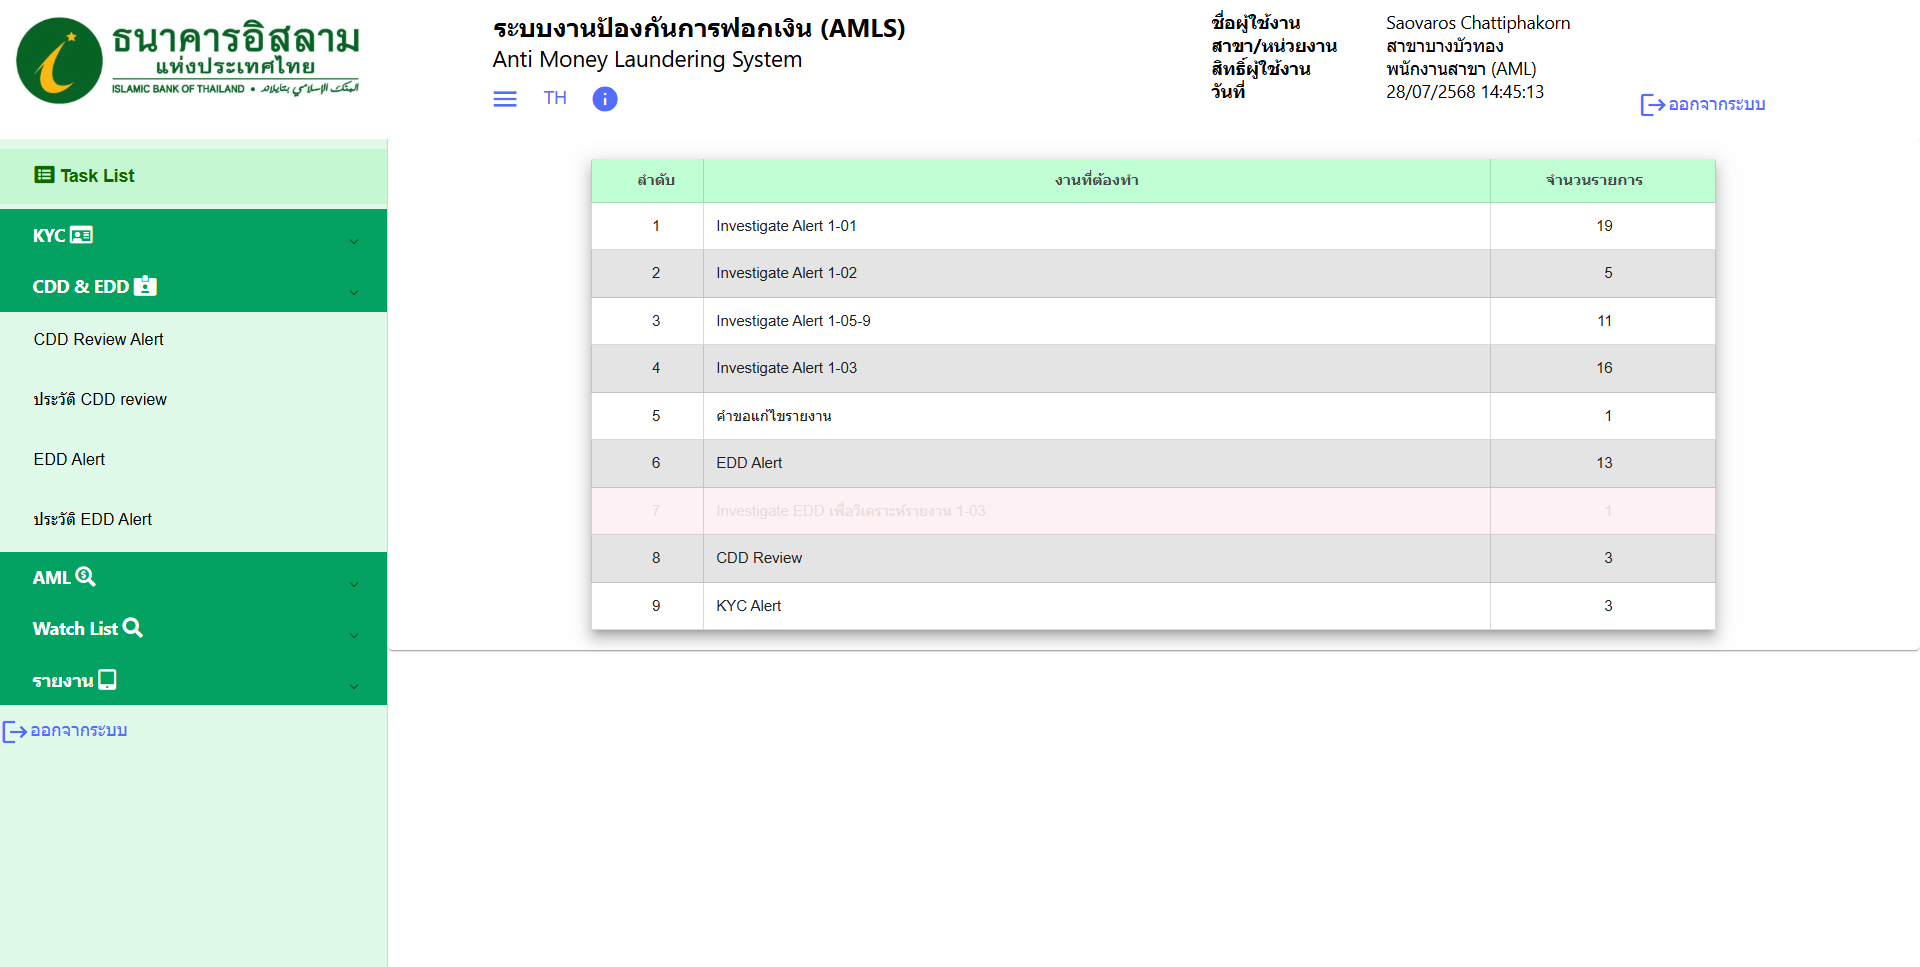 ธนาคารอิสลาม
แห่งประเทศไทย
ISLAMIC BANK OF THAILAND •
ระบบงานป้องกันการฟอกเงิน (AMLS)
Anti Money Laundering System
TH
ชื่อผู้ใช้งาน Saovaros Chattiphakorn
สาขา/หน่วยงาน สาขาบางบัวทอง
สิทธิ์ผู้ใช้งาน พนักงานสาขา (AML)
วันที่ 28/07/2568 14:45:13
ออกจากระบบ
Task List
KYC
CDD & EDD
CDD Review Alert
ประวัติ CDD review
EDD Alert
ประวัติ EDD Alert
AML
Watch List
รายงาน
ออกจากระบบ
ลำดับ งานที่ต้องทำ จำนวนรายการ
1 Investigate Alert 1-01 19
2 Investigate Alert 1-02 5
3 Investigate Alert 1-05-9 11
4 Investigate Alert 1-03 16
5 คำขอแก้ไขรายงาน 1
6 EDD Alert 13
7 Investigate EDD เพื่อวิเคราะห์รายงาน 1-03 1
8 CDD Review 3
9 KYC Alert 3